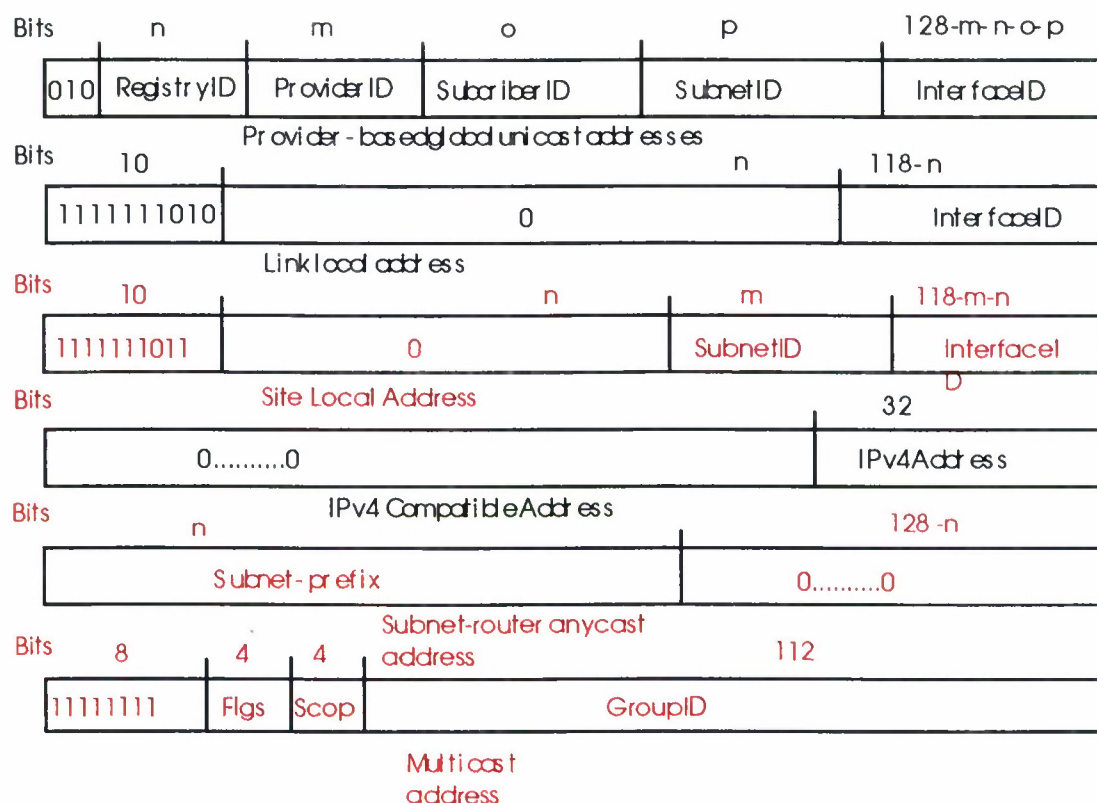 Bits n m o p 128-m-n-o-p
010 RegistryID ProviderID SubcriberID SubnetID InterfaceID
Provider-based global unicast addresses
Bits 10 n 118-n
1111111010 0 InterfaceID
Link local address
Bits 10 n m 118-m-n
1111111011 0 SubnetID InterfaceI
D
Bits Site Local Address 32
0..........0 IPv4Address
IPv4 Compatible Address
Bits n 128-n
Subnet-prefix 0..........0
Subnet-router anycast
address
Bits 8 4 4 112
11111111 Flgs Scop GroupID
Multicast
address